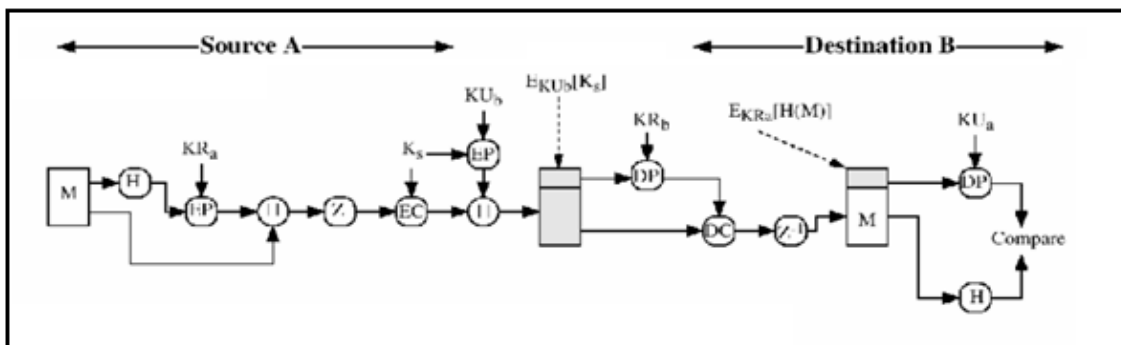 Source A
Destination B
E_KUb[K_s]
KU_b
E_KRa[H(M)]
KR_b
KU_a
KR_a
K_s
EP
M
H
DP
DP
EP
||
Z
EC
||
M
DC
Z⁻¹
Compare
H